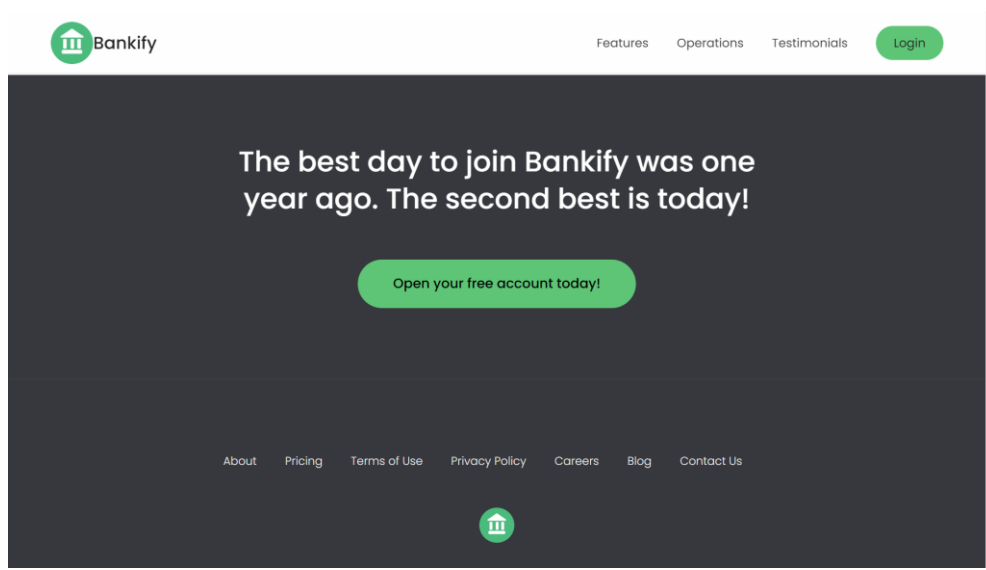 Bankify
Features Operations Testimonials Login
The best day to join Bankify was one
year ago. The second best is today!
Open your free account today!
About Pricing Terms of Use Privacy Policy Careers Blog Contact Us